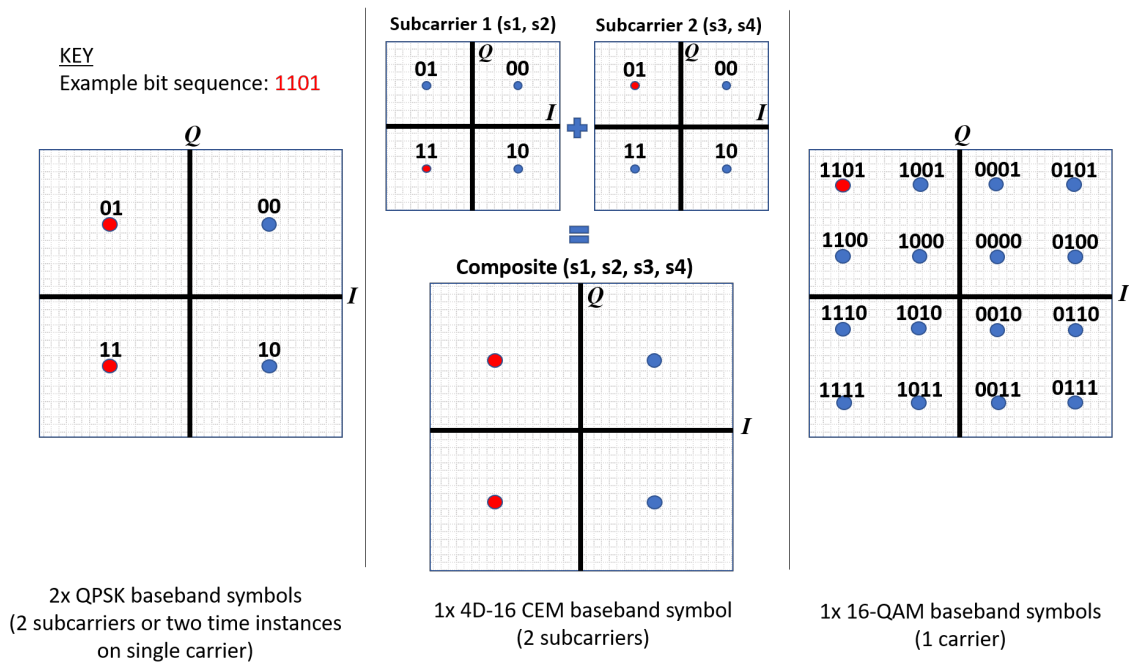 KEY
Example bit sequence: 1101
Q
01 00
I
11 10
2x QPSK baseband symbols
(2 subcarriers or two time instances
on single carrier)
Subcarrier 1 (s1, s2)
Q
01 00
I
11 10
Subcarrier 2 (s3, s4)
Q
01 00
I
11 10
Composite (s1, s2, s3, s4)
Q
I
1x 4D-16 CEM baseband symbol
(2 subcarriers)
Q
1101 1001 0001 0101
1100 1000 0000 0100
I
1110 1010 0010 0110
1111 1011 0011 0111
1x 16-QAM baseband symbols
(1 carrier)